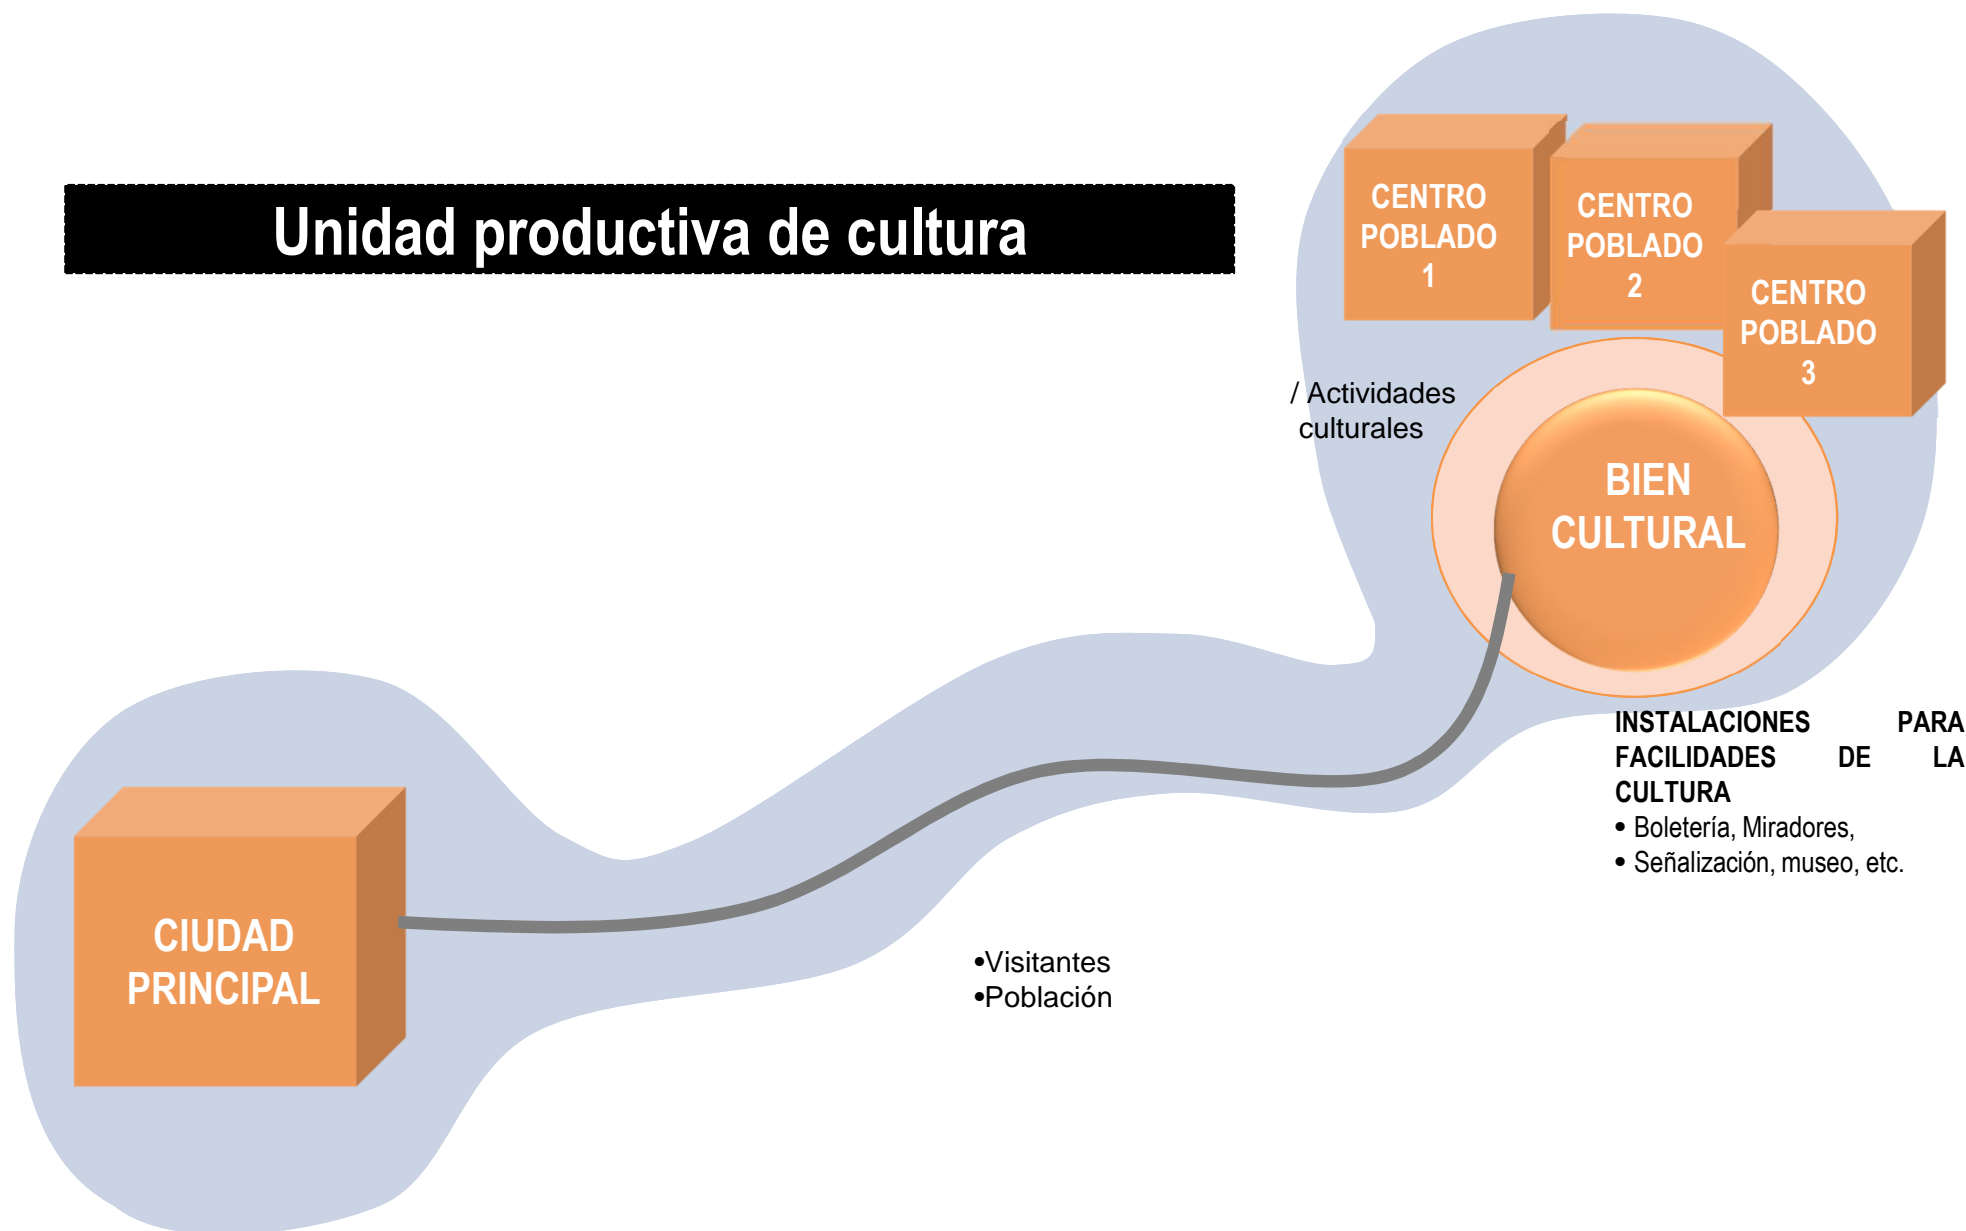 Unidad productiva de cultura
CENTRO
POBLADO
1
CENTRO
POBLADO
2
CENTRO
POBLADO
3
/ Actividades
culturales
BIEN
CULTURAL
INSTALACIONES PARA
FACILIDADES DE LA
CULTURA
• Boletería, Miradores,
• Señalización, museo, etc.
CIUDAD
PRINCIPAL
•Visitantes
•Población